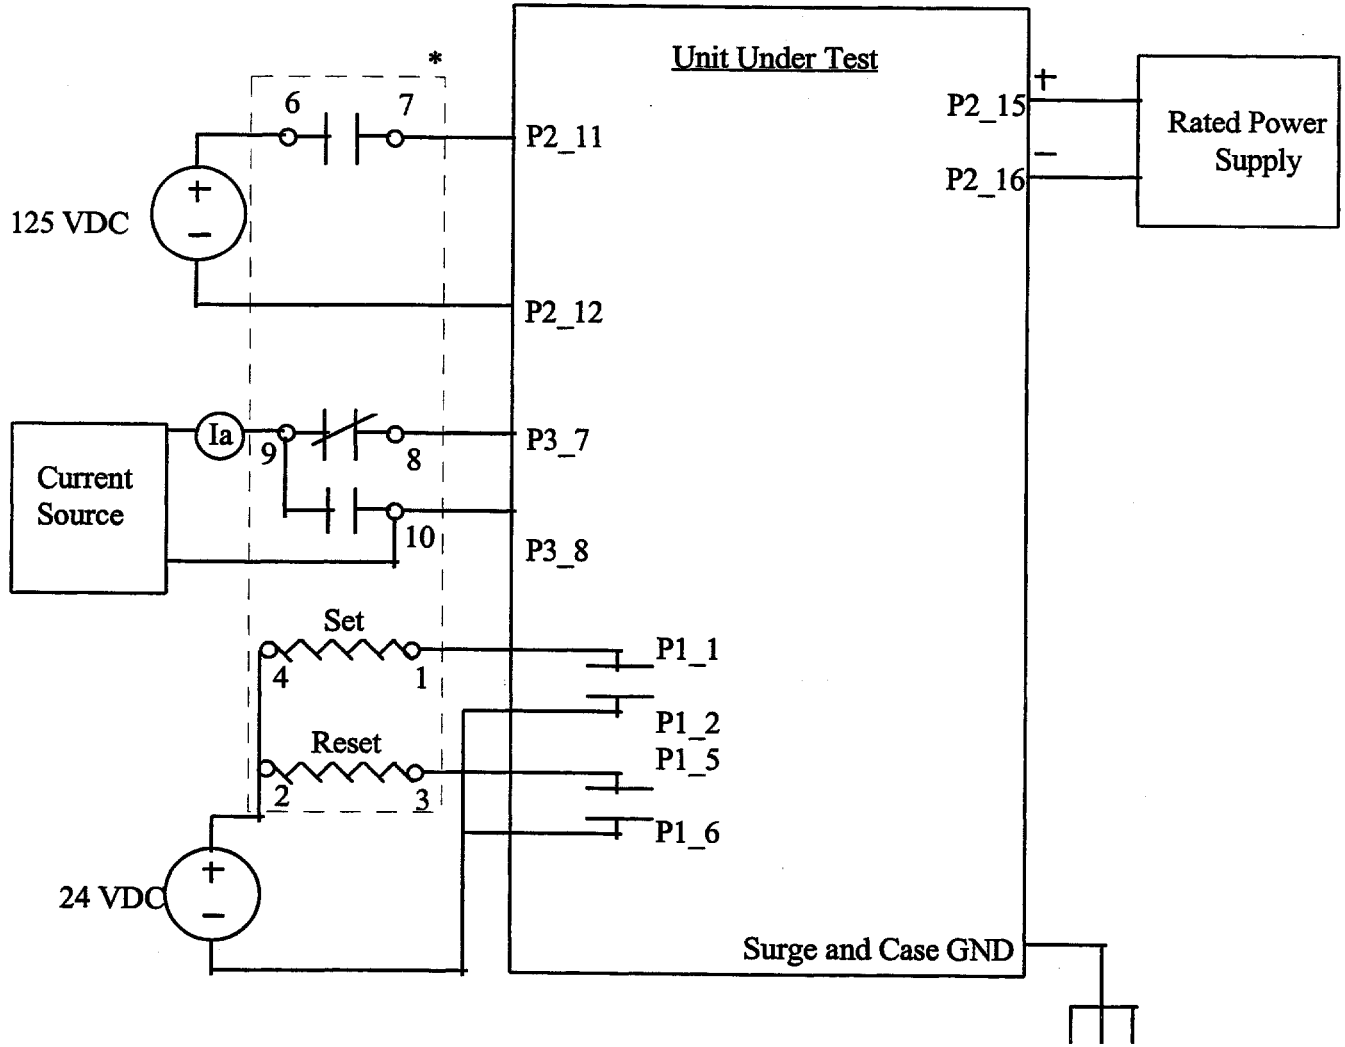 Unit Under Test
*
6
7
P2_11
+
P2_15
Rated Power
Supply
−
P2_16
125 VDC
+
−
P2_12
Current
Source
Ia
9
8
P3_7
10
P3_8
Set
4
1
P1_1
P1_2
Reset
2
3
P1_5
P1_6
24 VDC
+
−
Surge and Case GND